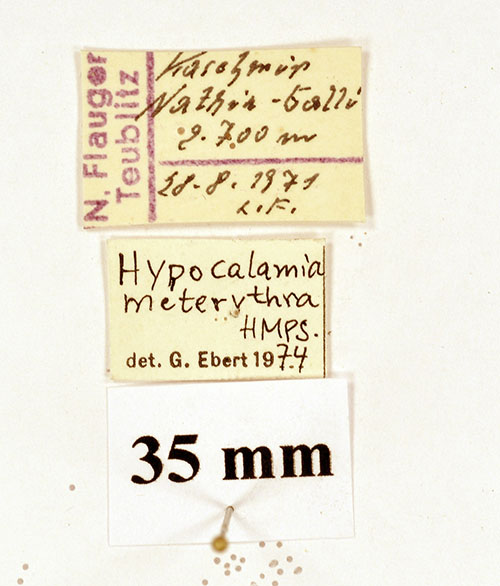 N. Flauger
Teublitz
Kaschmir
Nathia-Galli
2.700 m
28.8.1971
L.F.
Hypocalamia
meterythra
HMPS.
det. G. Ebert 1974
35 mm